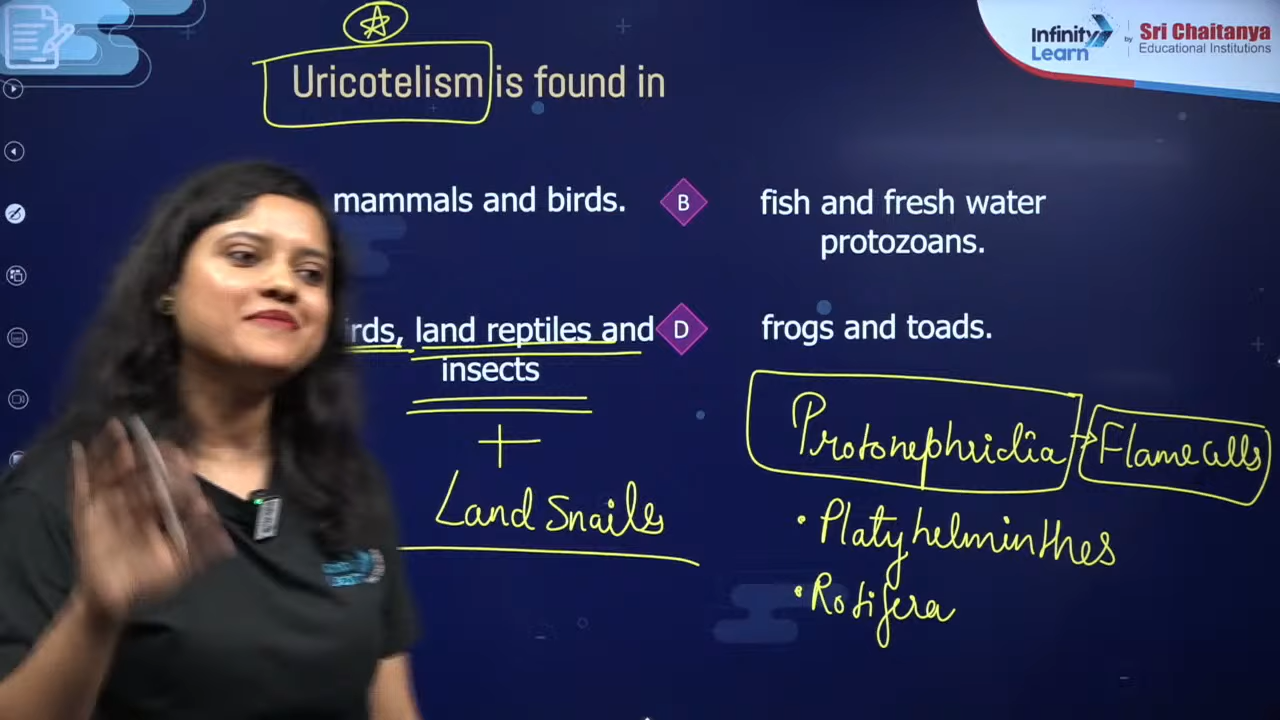 Infinity Learn by Sri Chaitanya Educational Institutions
Uricotelism is found in
mammals and birds.
B fish and fresh water
protozoans.
land reptiles and
insects
D frogs and toads.
+
Land Snails
Protonephridia → Flame cells
• Platyhelminthes
• Rotifera